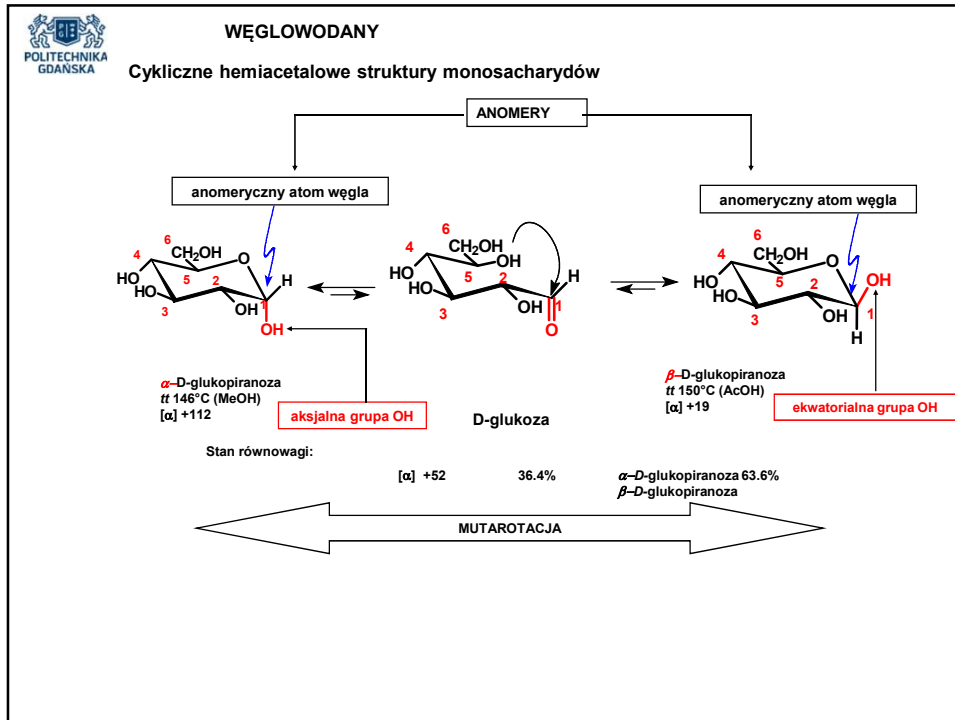 POLITECHNIKA
GDAŃSKA
WĘGLOWODANY
Cykliczne hemiacetalowe struktury monosacharydów
ANOMERY
anomeryczny atom węgla
anomeryczny atom węgla
6
CH2OH
4
HO
5
O
2
H
HO
3
OH
1
OH
6
CH2OH
4
OH
HO
5
2
H
HO
3
OH
1
O
6
CH2OH
4
HO
5
O
2
OH
HO
3
OH
1
H
α–D-glukopiranoza
tt 146°C (MeOH)
[α] +112
aksjalna grupa OH
D-glukoza
β–D-glukopiranoza
tt 150°C (AcOH)
[α] +19
ekwatorialna grupa OH
Stan równowagi:
[α] +52 36.4% α–D-glukopiranoza 63.6%
β–D-glukopiranoza
MUTAROTACJA